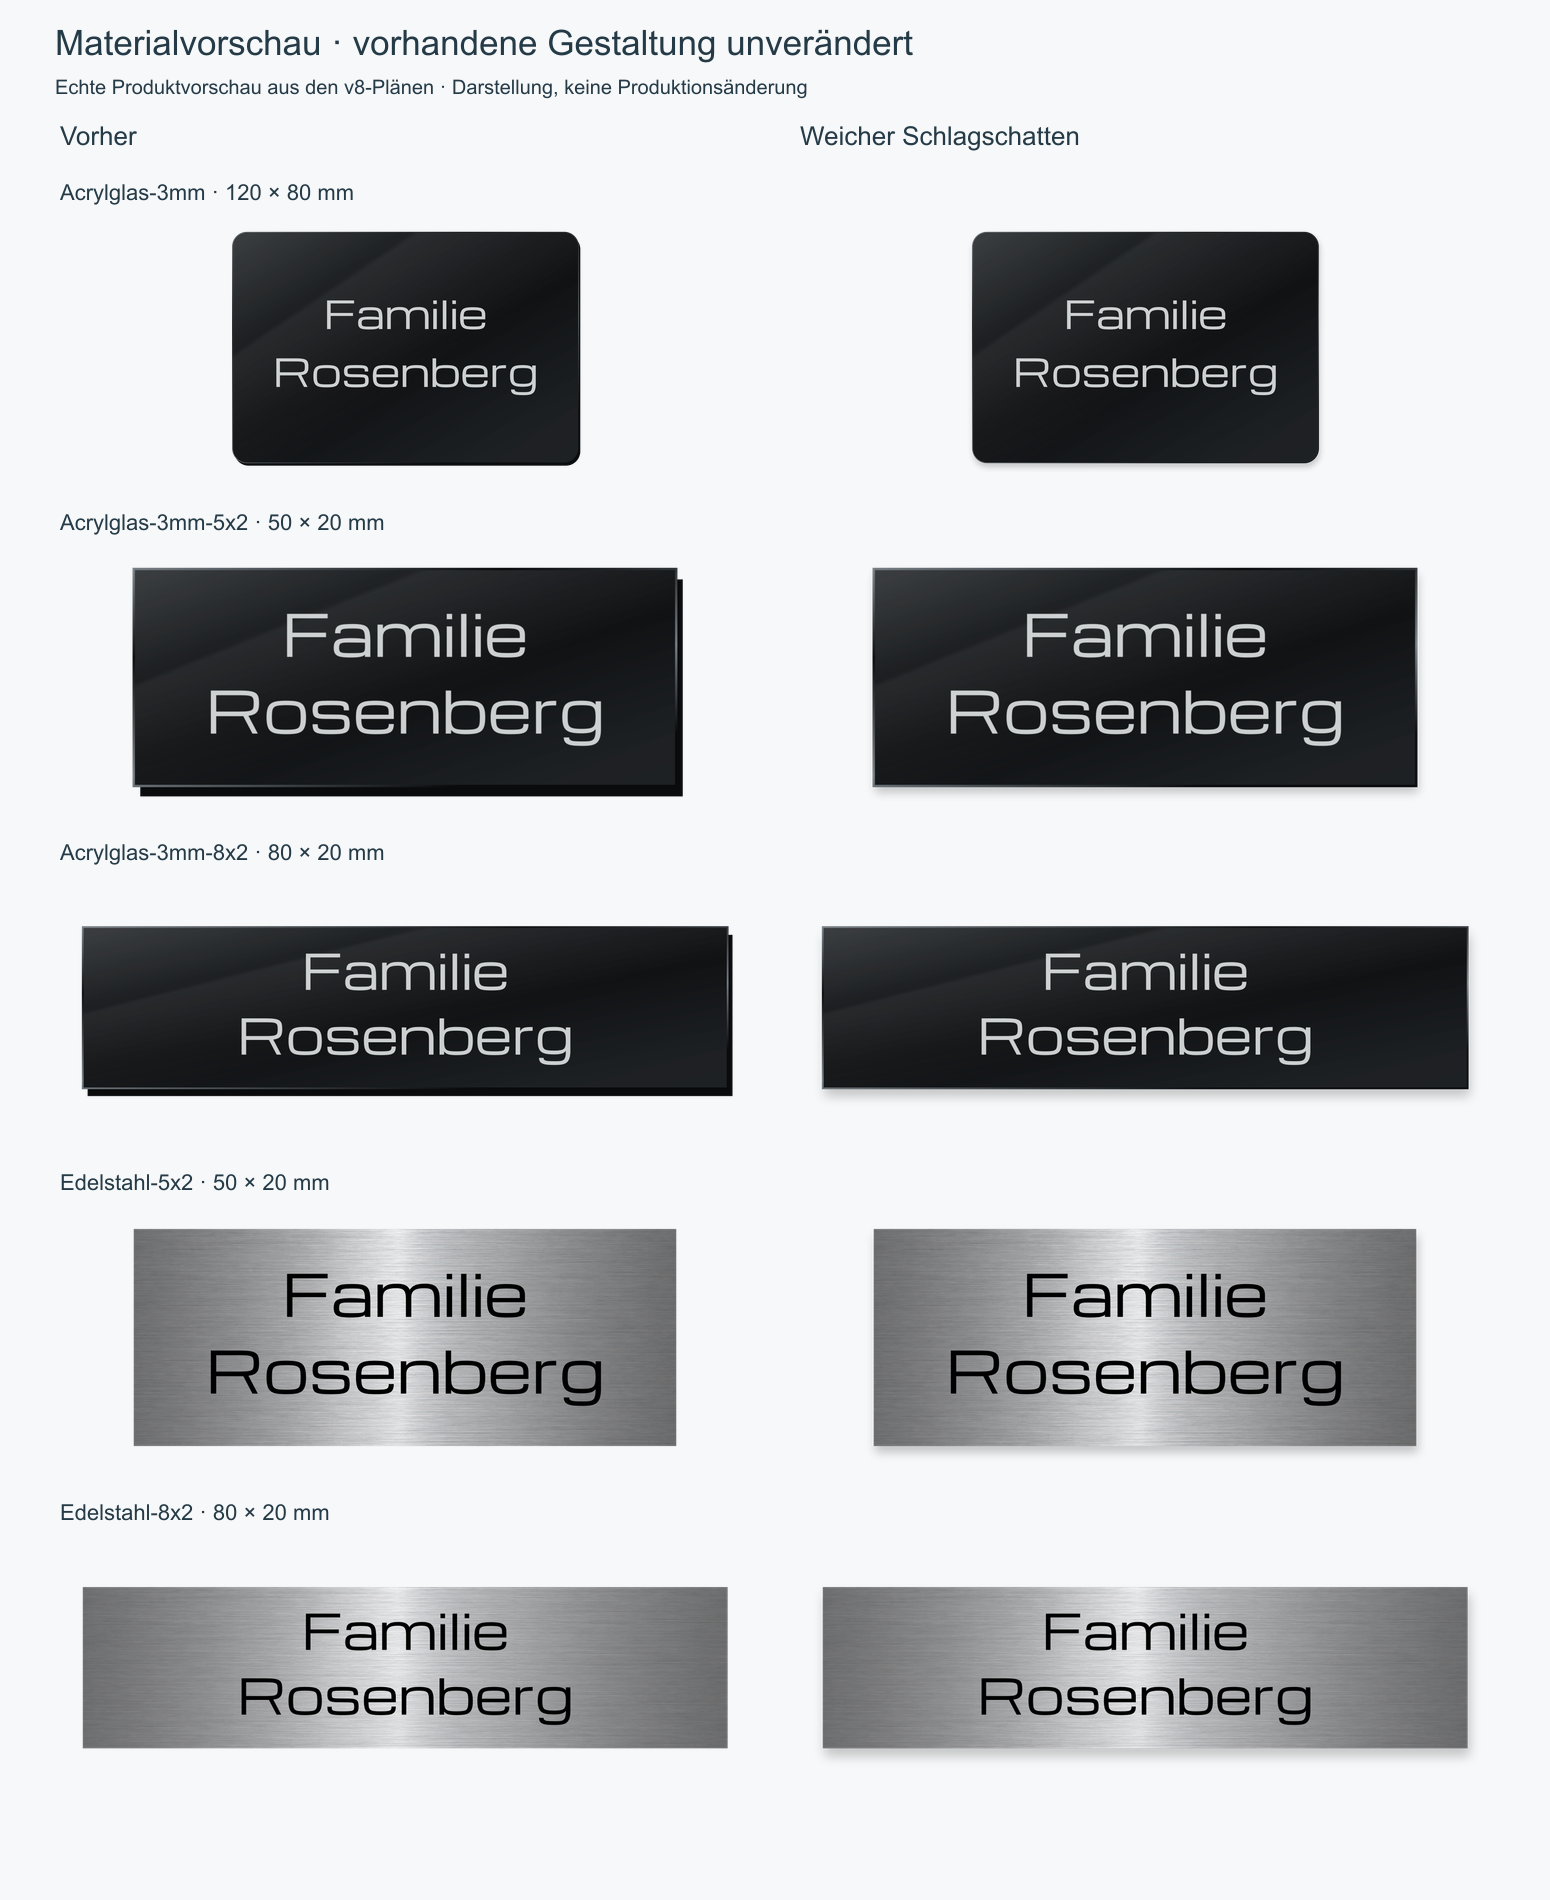 Materialvorschau · vorhandene Gestaltung unverändert
Echte Produktvorschau aus den v8-Plänen · Darstellung, keine Produktionsänderung
Vorher
Weicher Schlagschatten
Acrylglas-3mm · 120 × 80 mm
Familie
Rosenberg
Familie
Rosenberg
Acrylglas-3mm-5x2 · 50 × 20 mm
Familie
Rosenberg
Familie
Rosenberg
Acrylglas-3mm-8x2 · 80 × 20 mm
Familie
Rosenberg
Familie
Rosenberg
Edelstahl-5x2 · 50 × 20 mm
Familie
Rosenberg
Familie
Rosenberg
Edelstahl-8x2 · 80 × 20 mm
Familie
Rosenberg
Familie
Rosenberg